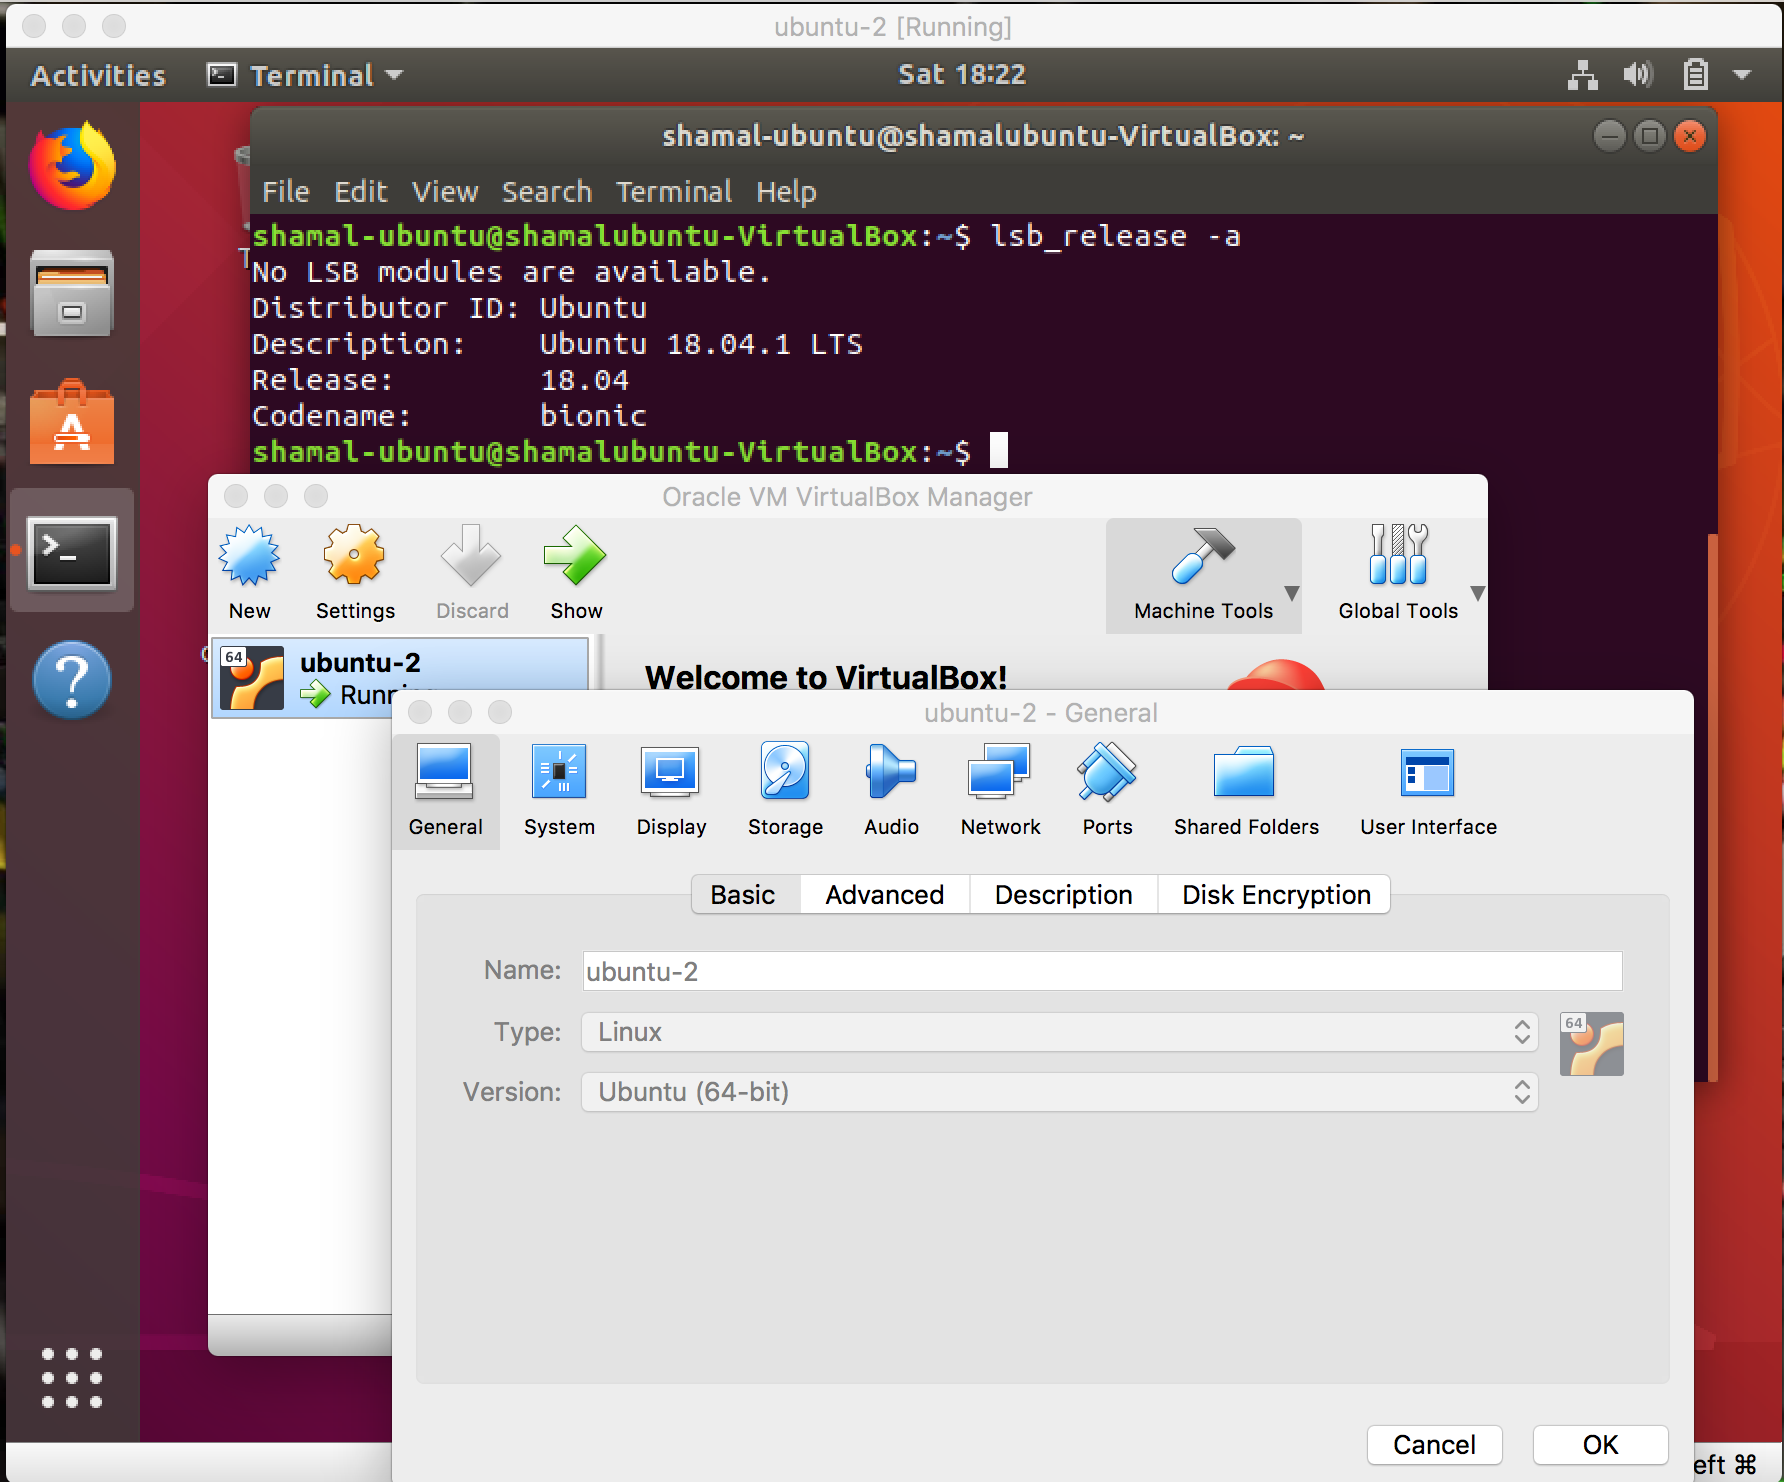 ubuntu-2 [Running]
Activities Terminal Sat 18:22
shamal-ubuntu@shamalubuntu-VirtualBox: ~
File Edit View Search Terminal Help
shamal-ubuntu@shamalubuntu-VirtualBox:~$ lsb_release -a
No LSB modules are available.
Distributor ID: Ubuntu
Description: Ubuntu 18.04.1 LTS
Release: 18.04
Codename: bionic
shamal-ubuntu@shamalubuntu-VirtualBox:~$
Oracle VM VirtualBox Manager
New Settings Discard Show Machine Tools Global Tools
64 ubuntu-2
Welcome to VirtualBox!
ubuntu-2 - General
General System Display Storage Audio Network Ports Shared Folders User Interface
Basic Advanced Description Disk Encryption
Name: ubuntu-2
Type: Linux 64
Version: Ubuntu (64-bit)
Cancel OK
⌘